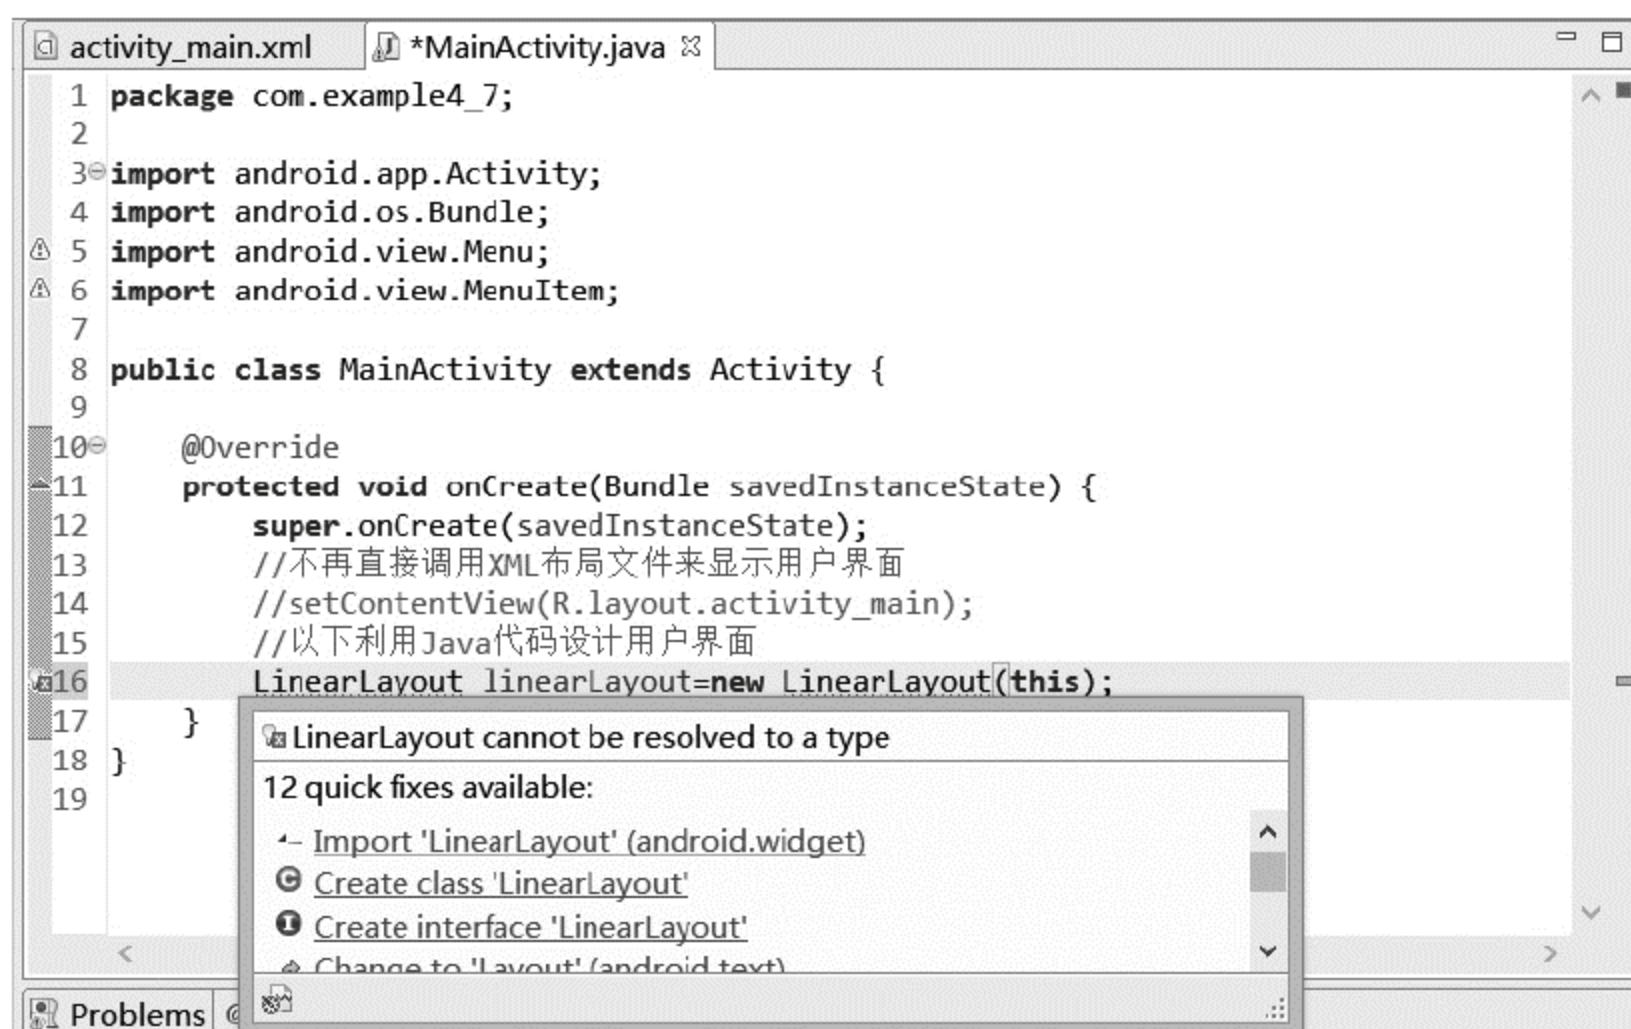 activity_main.xml
*MainActivity.java
1 package com.example4_7;
2
3 import android.app.Activity;
4 import android.os.Bundle;
5 import android.view.Menu;
6 import android.view.MenuItem;
7
8 public class MainActivity extends Activity {
9
10 @Override
11 protected void onCreate(Bundle savedInstanceState) {
12 super.onCreate(savedInstanceState);
13 //不再直接调用XML布局文件来显示用户界面
14 //setContentView(R.layout.activity_main);
15 //以下利用Java代码设计用户界面
16 LinearLayout linearLayout=new LinearLayout(this);
17 }
18 }
19
LinearLayout cannot be resolved to a type
12 quick fixes available:
Import 'LinearLayout' (android.widget)
Create class 'LinearLayout'
Create interface 'LinearLayout'
Change to 'Layout' (android.text)
Problems @